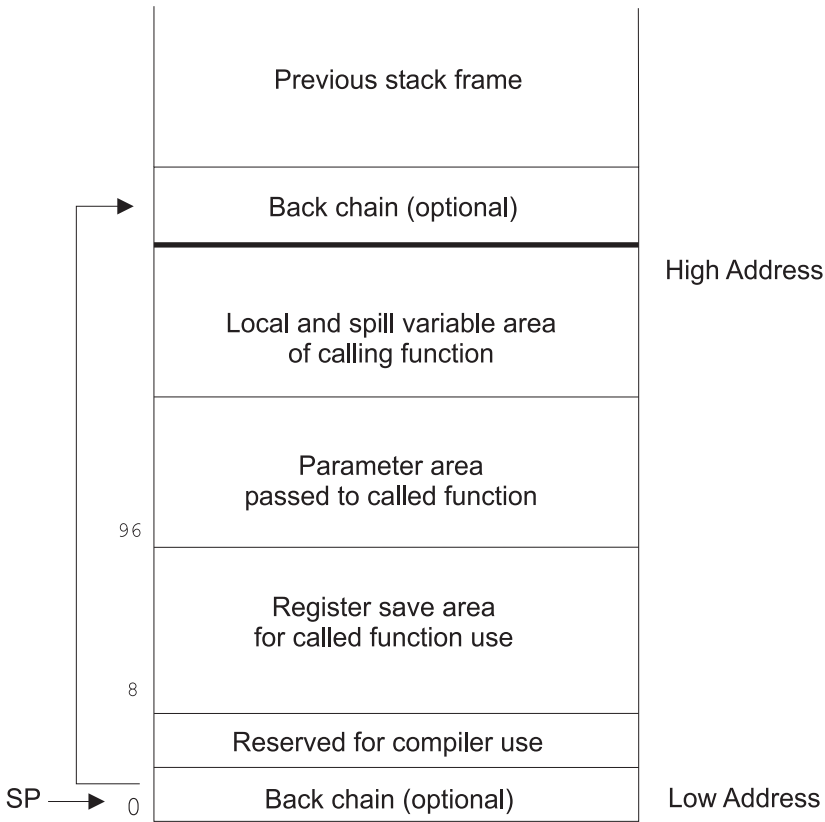 Previous stack frame
Back chain (optional)
High Address
Local and spill variable area
of calling function
Parameter area
passed to called function
96
Register save area
for called function use
8
Reserved for compiler use
SP
0
Back chain (optional)
Low Address